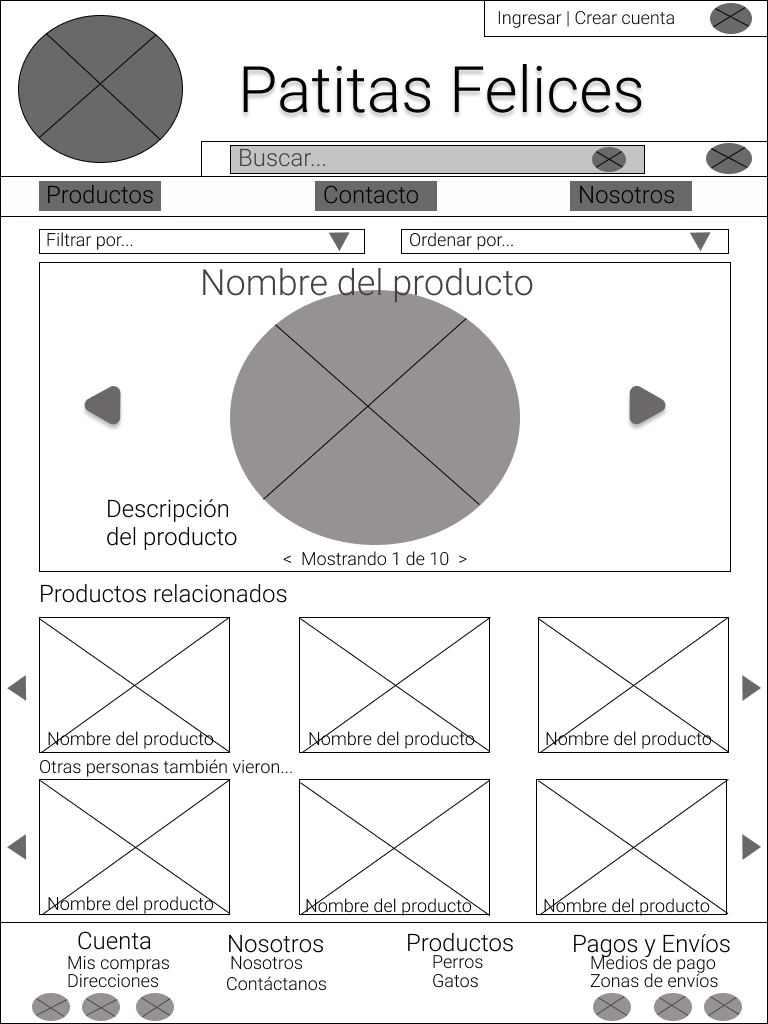 Ingresar | Crear cuenta
Patitas Felices
Buscar...
Productos
Contacto
Nosotros
Filtrar por...
Ordenar por...
Nombre del producto
Descripción
del producto
< Mostrando 1 de 10 >
Productos relacionados
Nombre del producto
Nombre del producto
Nombre del producto
Otras personas también vieron...
Nombre del producto
Nombre del producto
Nombre del producto
Cuenta
Mis compras
Direcciones
Nosotros
Nosotros
Contáctanos
Productos
Perros
Gatos
Pagos y Envíos
Medios de pago
Zonas de envíos